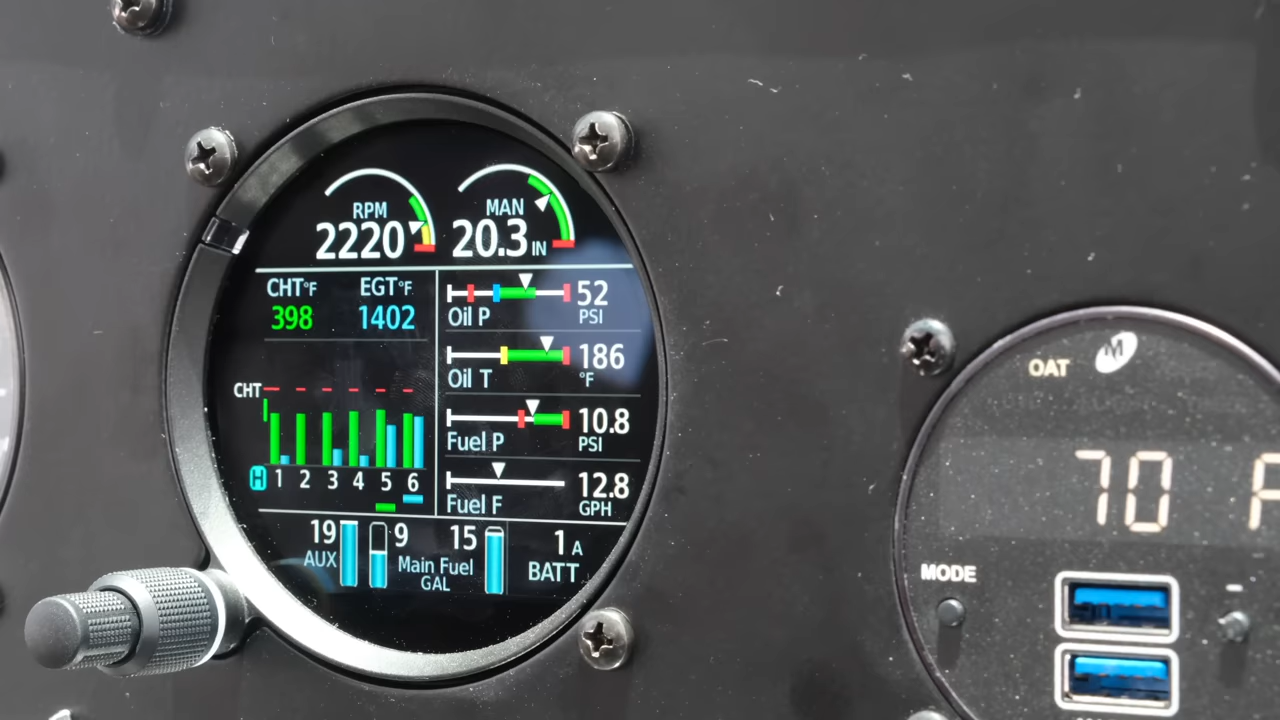 RPM
2220
MAN
20.3 IN
CHT°F
EGT°F
398
1402
CHT
H 1 2 3 4 5 6
Oil P
52
PSI
Oil T
186
°F
Fuel P
10.8
PSI
Fuel F
12.8
GPH
19
AUX
9
Main Fuel
GAL
15
1 A
BATT
OAT
M
70 F
MODE
-